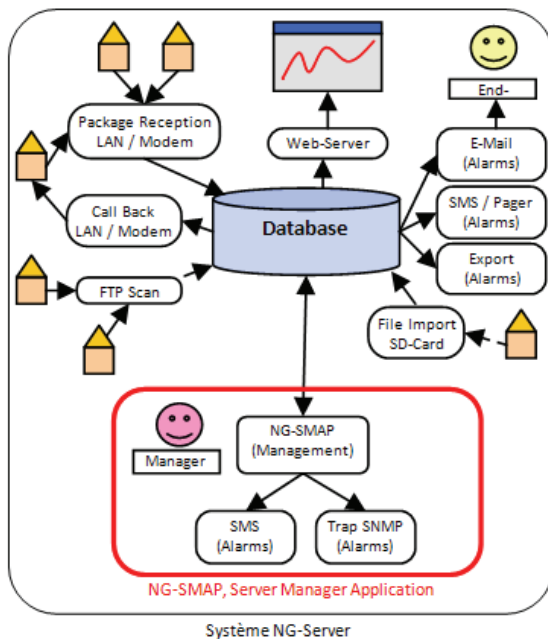 Package Reception
LAN / Modem
Web-Server
End-
E-Mail
(Alarms)
Call Back
LAN / Modem
SMS / Pager
(Alarms)
Database
Export
(Alarms)
FTP Scan
File Import
SD-Card
Manager
NG-SMAP
(Management)
SMS
(Alarms)
Trap SNMP
(Alarms)
NG-SMAP, Server Manager Application
Système NG-Server